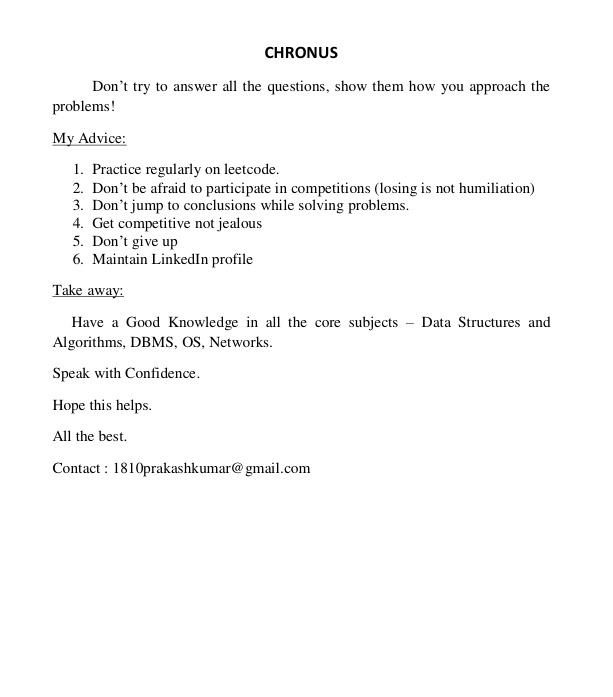 CHRONUS
Don’t try to answer all the questions, show them how you approach the
problems!
My Advice:
1. Practice regularly on leetcode.
2. Don’t be afraid to participate in competitions (losing is not humiliation)
3. Don’t jump to conclusions while solving problems.
4. Get competitive not jealous
5. Don’t give up
6. Maintain LinkedIn profile
Take away:
Have a Good Knowledge in all the core subjects – Data Structures and
Algorithms, DBMS, OS, Networks.
Speak with Confidence.
Hope this helps.
All the best.
Contact : 1810prakashkumar@gmail.com